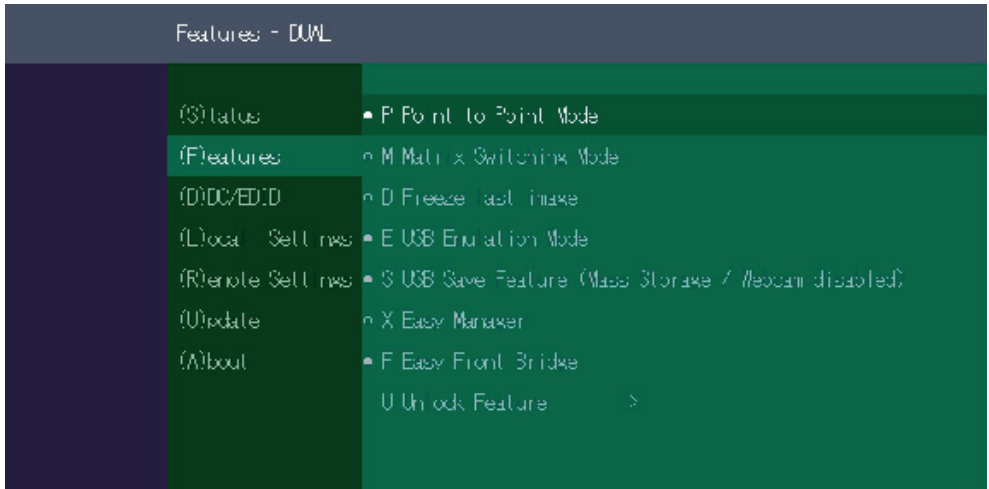 Features - DUAL
(S)tatus
(F)eatures
(D)DC/EDID
(L)ocal Settings
(R)emote Settings
(U)pdate
(A)bout
● P Point to Point Mode
○ M Matrix Switching Mode
○ D Freeze last image
● E USB Emulation Mode
● S USB Save Feature (Mass Storage / Webcam disabled)
○ X Easy Manager
● F Easy Front Bridge
U Unlock Feature >